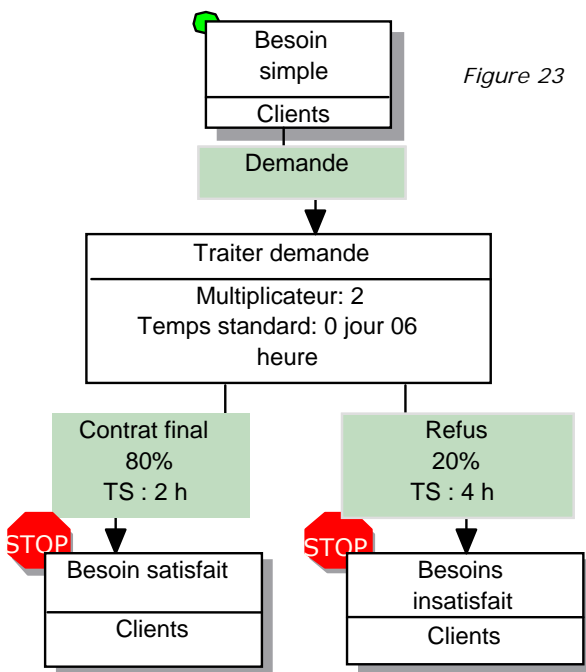 Besoin
simple
Figure 23
Clients
Demande
Traiter demande
Multiplicateur: 2
Temps standard: 0 jour 06
heure
Contrat final
80%
TS : 2 h
Refus
20%
TS : 4 h
STOP
Besoin satisfait
Clients
STOP
Besoins
insatisfait
Clients